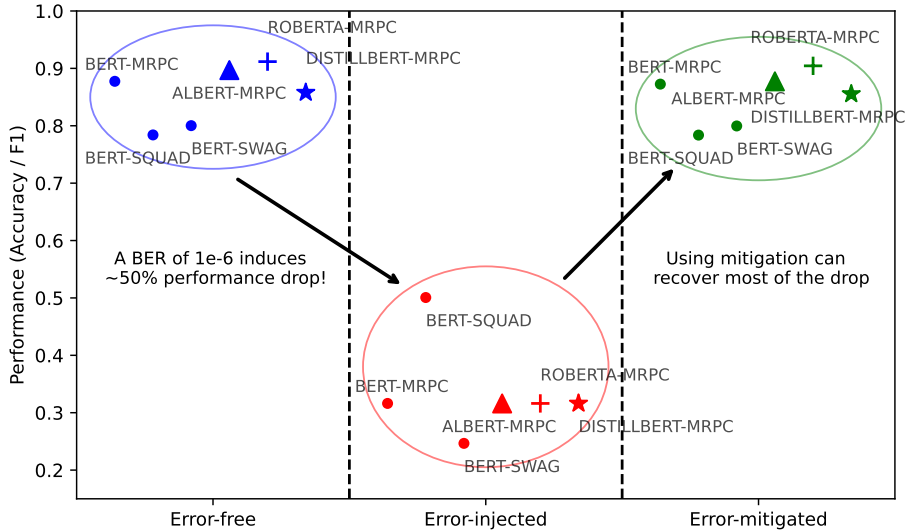 Performance (Accuracy / F1)
1.0
0.9
0.8
0.7
0.6
0.5
0.4
0.3
0.2
ROBERTA-MRPC
BERT-MRPC
DISTILLBERT-MRPC
ALBERT-MRPC
BERT-SWAG
BERT-SQUAD
A BER of 1e-6 induces
~50% performance drop!
BERT-SQUAD
ROBERTA-MRPC
BERT-MRPC
ALBERT-MRPC
DISTILLBERT-MRPC
BERT-SWAG
ROBERTA-MRPC
BERT-MRPC
ALBERT-MRPC
DISTILLBERT-MRPC
BERT-SWAG
BERT-SQUAD
Using mitigation can
recover most of the drop
Error-free
Error-injected
Error-mitigated